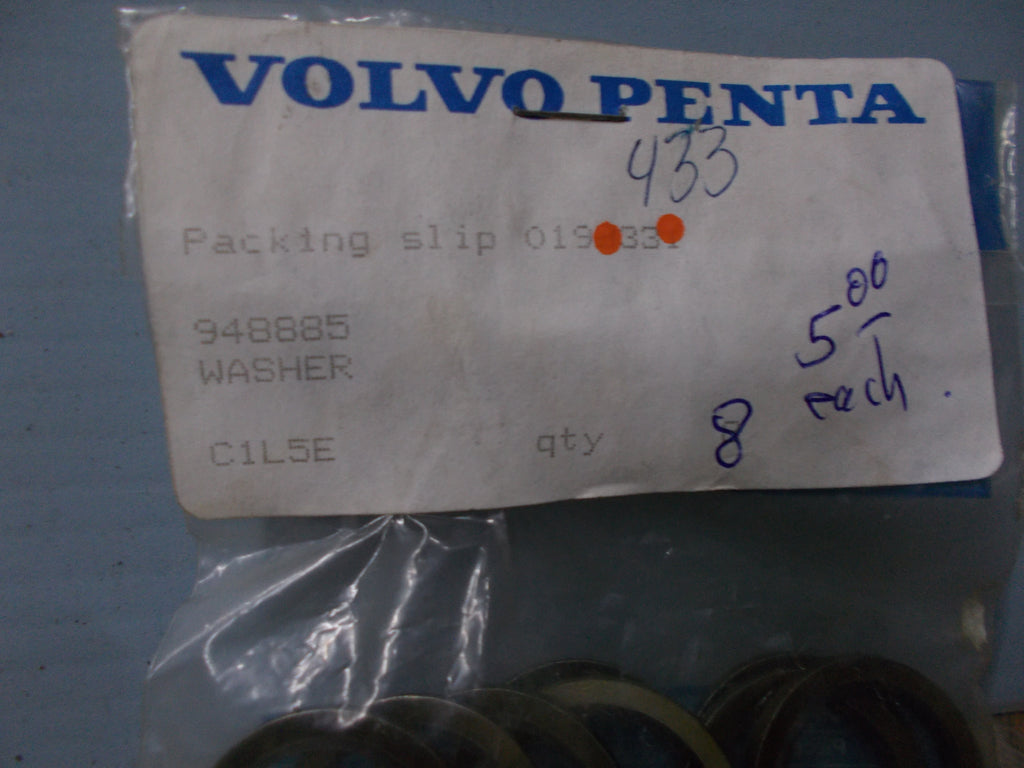 VOLVO PENTA
433
Packing slip
948885
WASHER
5.00
each.
C1L5E qty 8